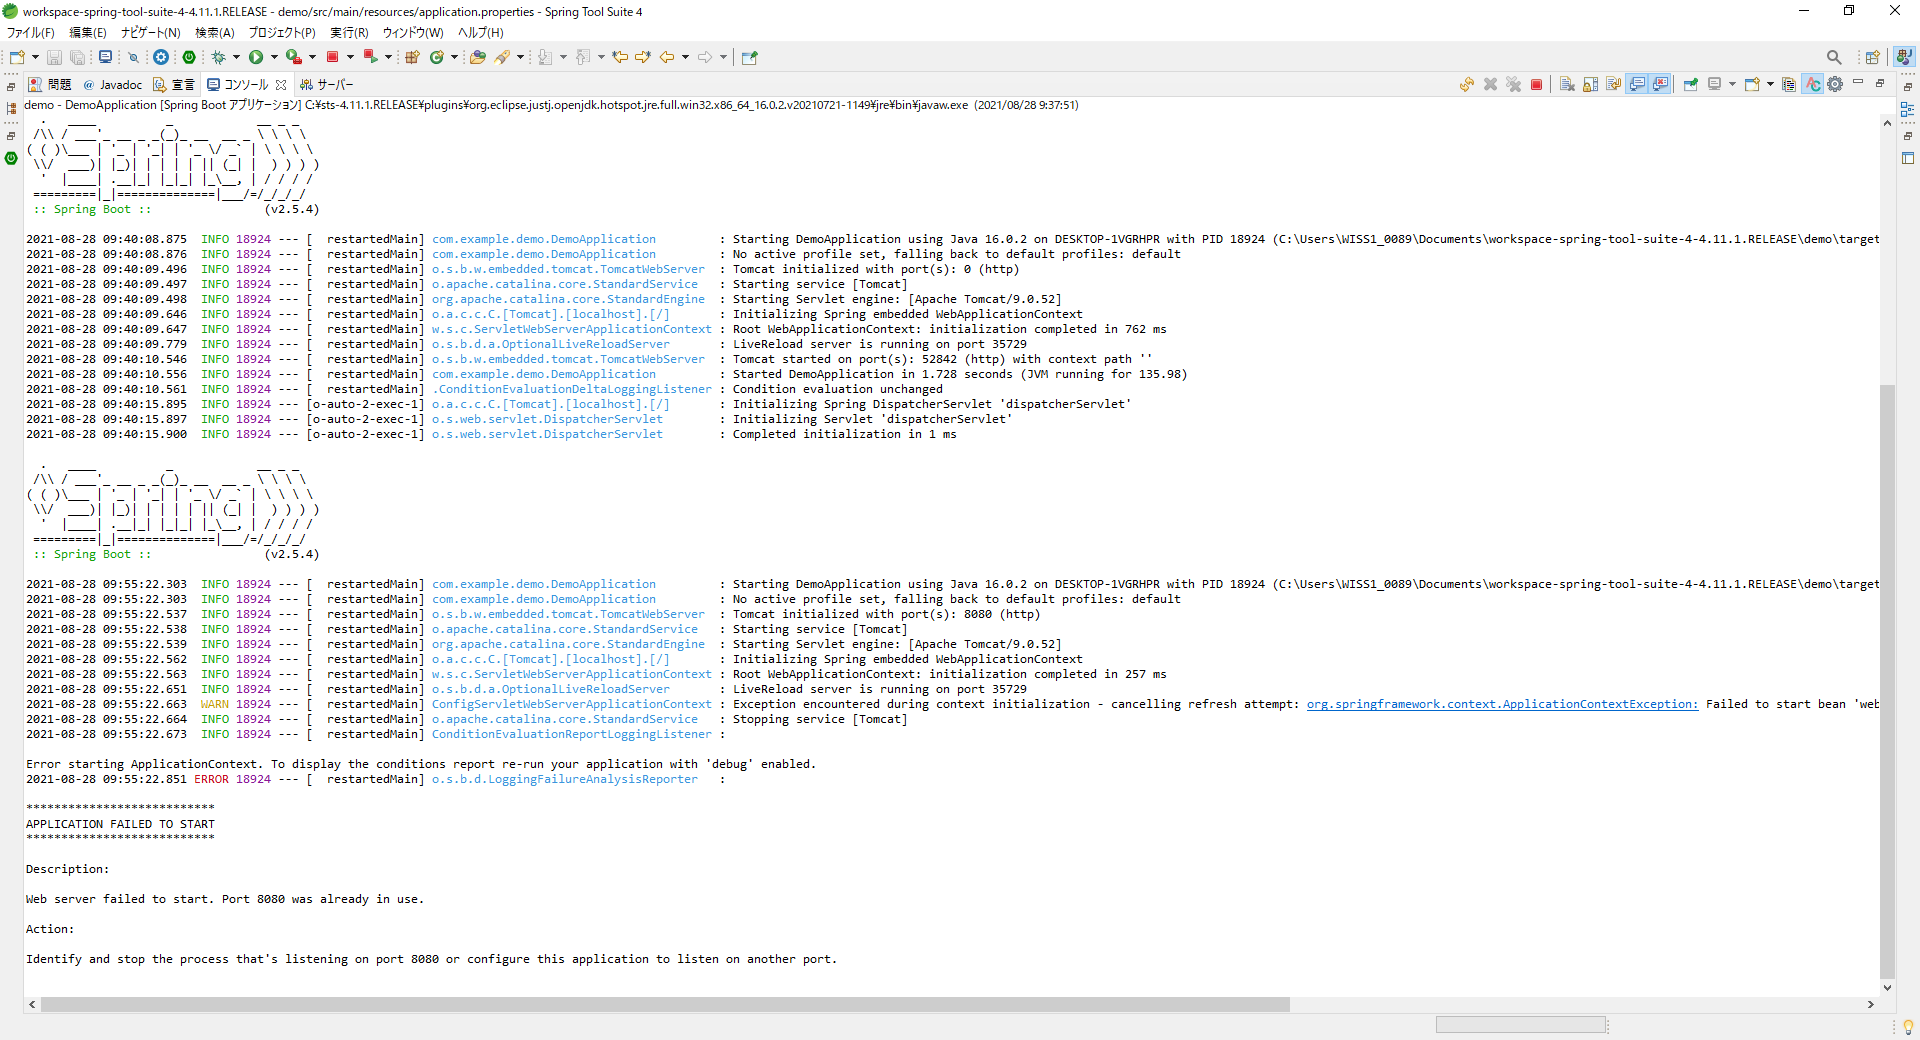 workspace-spring-tool-suite-4-4.11.1.RELEASE - demo/src/main/resources/application.properties - Spring Tool Suite 4
ファイル(F) 編集(E) ナビゲート(N) 検索(A) プロジェクト(P) 実行(R) ウィンドウ(W) ヘルプ(H)
問題 @ Javadoc 宣言 コンソール サーバー
demo - DemoApplication [Spring Boot アプリケーション] C:¥sts-4.11.1.RELEASE¥plugins¥org.eclipse.justj.openjdk.hotspot.jre.full.win32.x86_64_16.0.2.v20210721-1149¥jre¥bin¥javaw.exe (2021/08/28 9:37:51)
Spring
:: Spring Boot :: (v2.5.4)
2021-08-28 09:40:08.875 INFO 18924 --- [ restartedMain] com.example.demo.DemoApplication : Starting DemoApplication using Java 16.0.2 on DESKTOP-1VGRHPR with PID 18924 (C:\Users\WISS1_0089\Documents\workspace-spring-tool-suite-4-4.11.1.RELEASE\demo\target
2021-08-28 09:40:08.876 INFO 18924 --- [ restartedMain] com.example.demo.DemoApplication : No active profile set, falling back to default profiles: default
2021-08-28 09:40:09.496 INFO 18924 --- [ restartedMain] o.s.b.w.embedded.tomcat.TomcatWebServer : Tomcat initialized with port(s): 0 (http)
2021-08-28 09:40:09.497 INFO 18924 --- [ restartedMain] o.apache.catalina.core.StandardService : Starting service [Tomcat]
2021-08-28 09:40:09.498 INFO 18924 --- [ restartedMain] org.apache.catalina.core.StandardEngine : Starting Servlet engine: [Apache Tomcat/9.0.52]
2021-08-28 09:40:09.646 INFO 18924 --- [ restartedMain] o.a.c.c.C.[Tomcat].[localhost].[/] : Initializing Spring embedded WebApplicationContext
2021-08-28 09:40:09.647 INFO 18924 --- [ restartedMain] w.s.c.ServletWebServerApplicationContext : Root WebApplicationContext: initialization completed in 762 ms
2021-08-28 09:40:09.779 INFO 18924 --- [ restartedMain] o.s.b.d.a.OptionalLiveReloadServer : LiveReload server is running on port 35729
2021-08-28 09:40:10.546 INFO 18924 --- [ restartedMain] o.s.b.w.embedded.tomcat.TomcatWebServer : Tomcat started on port(s): 52842 (http) with context path ''
2021-08-28 09:40:10.556 INFO 18924 --- [ restartedMain] com.example.demo.DemoApplication : Started DemoApplication in 1.728 seconds (JVM running for 135.98)
2021-08-28 09:40:10.561 INFO 18924 --- [ restartedMain] .ConditionEvaluationDeltaLoggingListener : Condition evaluation unchanged
2021-08-28 09:40:15.895 INFO 18924 --- [o-auto-2-exec-1] o.a.c.c.C.[Tomcat].[localhost].[/] : Initializing Spring DispatcherServlet 'dispatcherServlet'
2021-08-28 09:40:15.897 INFO 18924 --- [o-auto-2-exec-1] o.s.web.servlet.DispatcherServlet : Initializing Servlet 'dispatcherServlet'
2021-08-28 09:40:15.900 INFO 18924 --- [o-auto-2-exec-1] o.s.web.servlet.DispatcherServlet : Completed initialization in 1 ms
Spring
:: Spring Boot :: (v2.5.4)
2021-08-28 09:55:22.303 INFO 18924 --- [ restartedMain] com.example.demo.DemoApplication : Starting DemoApplication using Java 16.0.2 on DESKTOP-1VGRHPR with PID 18924 (C:\Users\WISS1_0089\Documents\workspace-spring-tool-suite-4-4.11.1.RELEASE\demo\target
2021-08-28 09:55:22.303 INFO 18924 --- [ restartedMain] com.example.demo.DemoApplication : No active profile set, falling back to default profiles: default
2021-08-28 09:55:22.537 INFO 18924 --- [ restartedMain] o.s.b.w.embedded.tomcat.TomcatWebServer : Tomcat initialized with port(s): 8080 (http)
2021-08-28 09:55:22.538 INFO 18924 --- [ restartedMain] o.apache.catalina.core.StandardService : Starting service [Tomcat]
2021-08-28 09:55:22.539 INFO 18924 --- [ restartedMain] org.apache.catalina.core.StandardEngine : Starting Servlet engine: [Apache Tomcat/9.0.52]
2021-08-28 09:55:22.562 INFO 18924 --- [ restartedMain] o.a.c.c.C.[Tomcat].[localhost].[/] : Initializing Spring embedded WebApplicationContext
2021-08-28 09:55:22.563 INFO 18924 --- [ restartedMain] w.s.c.ServletWebServerApplicationContext : Root WebApplicationContext: initialization completed in 257 ms
2021-08-28 09:55:22.651 INFO 18924 --- [ restartedMain] o.s.b.d.a.OptionalLiveReloadServer : LiveReload server is running on port 35729
2021-08-28 09:55:22.663 WARN 18924 --- [ restartedMain] ConfigServletWebServerApplicationContext : Exception encountered during context initialization - cancelling refresh attempt: org.springframework.context.ApplicationContextException: Failed to start bean 'web
2021-08-28 09:55:22.664 INFO 18924 --- [ restartedMain] o.apache.catalina.core.StandardService : Stopping service [Tomcat]
2021-08-28 09:55:22.673 INFO 18924 --- [ restartedMain] ConditionEvaluationReportLoggingListener :
Error starting ApplicationContext. To display the conditions report re-run your application with 'debug' enabled.
2021-08-28 09:55:22.851 ERROR 18924 --- [ restartedMain] o.s.b.d.LoggingFailureAnalysisReporter :
***************************
APPLICATION FAILED TO START
***************************
Description:
Web server failed to start. Port 8080 was already in use.
Action:
Identify and stop the process that's listening on port 8080 or configure this application to listen on another port.